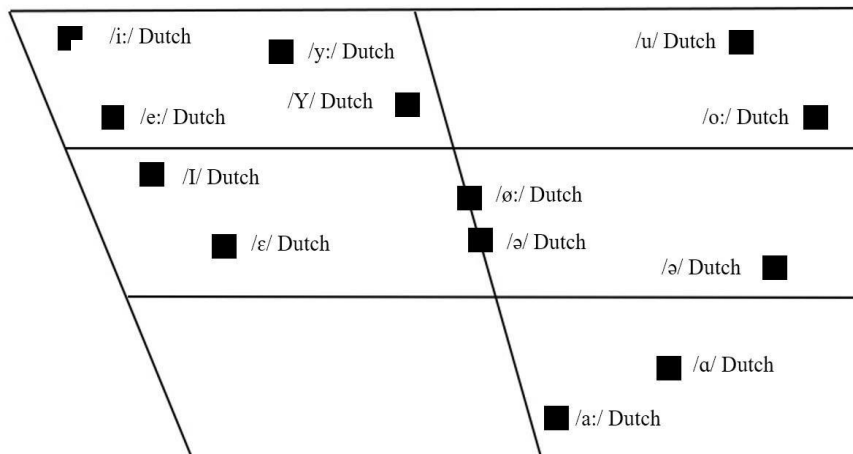 /i:/ Dutch
/y:/ Dutch
/u/ Dutch
/Y/ Dutch
/e:/ Dutch
/o:/ Dutch
/I/ Dutch
/ø:/ Dutch
/ɛ/ Dutch
/ə/ Dutch
/ə/ Dutch
/ɑ/ Dutch
/a:/ Dutch